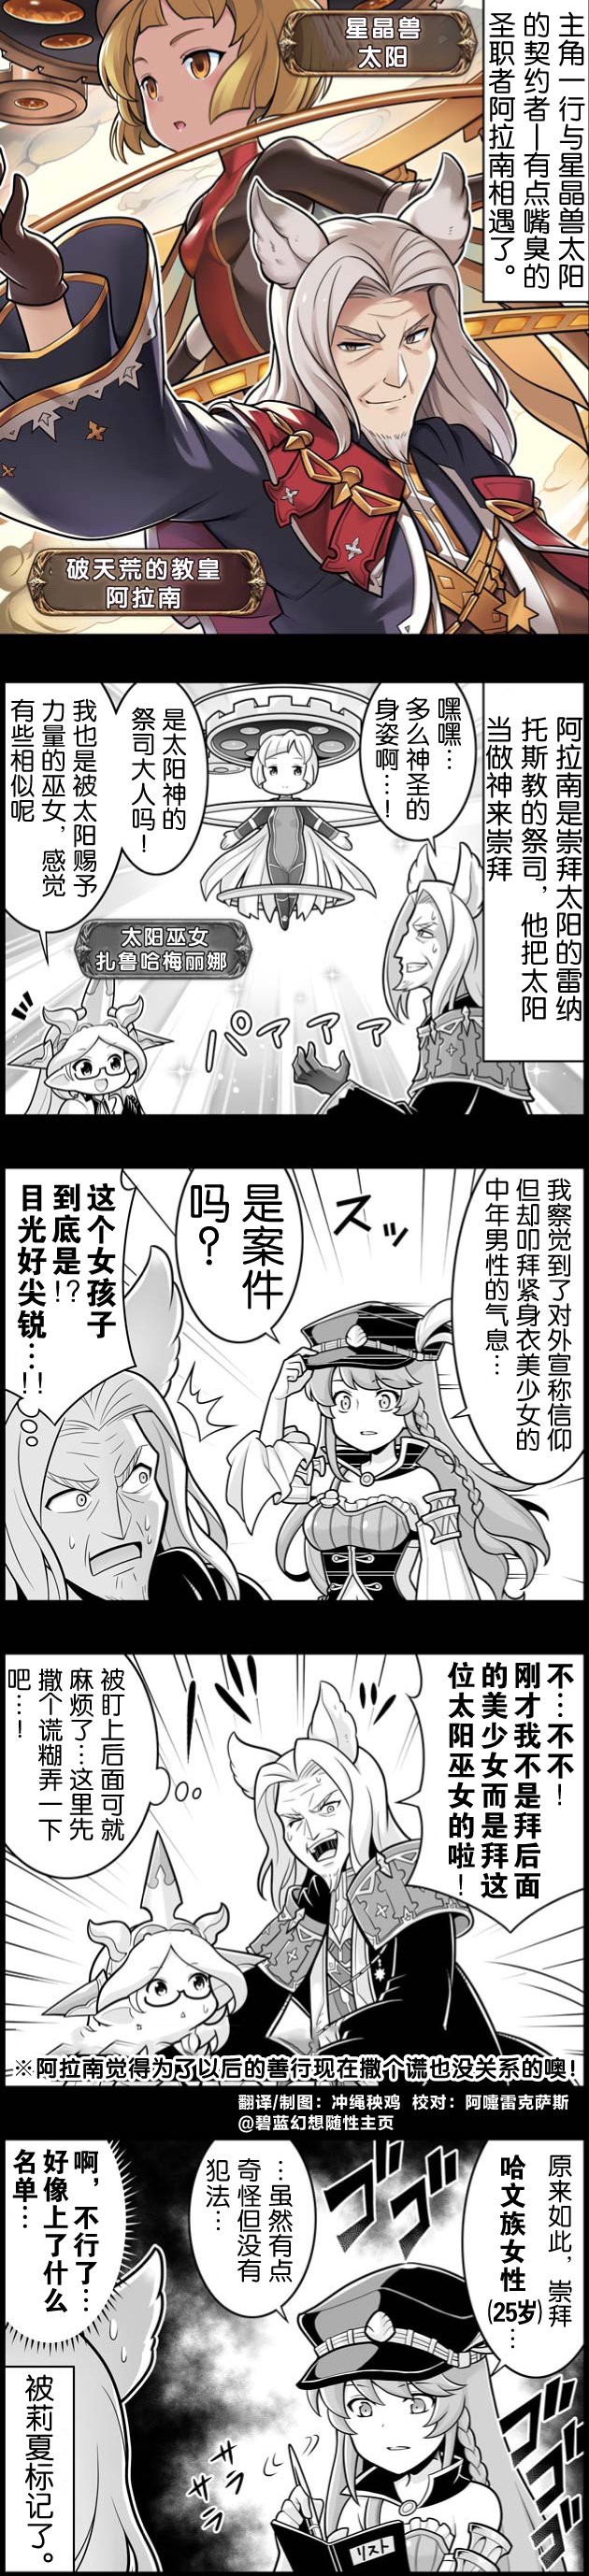 主角一行与星晶兽太阳
的契约者—有点嘴臭的
圣职者阿拉南相遇了。
星晶兽
太阳
破天荒的教皇
阿拉南
阿拉南是崇拜太阳的雷纳
托斯教的祭司，他把太阳
当做神来崇拜
嘿嘿…
多么神圣的
身姿啊…！
是太阳神的
祭司大人吗！
我也是被太阳赐予
力量的巫女，感觉
有些相似呢
太阳巫女
扎鲁哈梅丽娜
パァァァァ
我察觉到了对外宣称信仰
但却叩拜紧身衣美少女的
中年男性的气息…
スッ
是案件
吗？
这个女孩子
到底是!?
目光好尖锐…!!
不…不不！
刚才我不是拜后面
的美少女而是拜这
位太阳巫女的啦！
被盯上后面可就
麻烦了…这里先
撒个谎糊弄一下
吧…！
※阿拉南觉得为了以后的善行现在撒个谎也没关系的噢！
翻译/制图：冲绳秧鸡 校对：阿嚏雷克萨斯
@碧蓝幻想随性主页
原来如此，崇拜
哈文族女性
(25岁)…
ゴゴ
…虽然有点
奇怪但没有
犯法…
啊，不行了…
好像上了什么
名单…
ゴゴゴ
サラサラ
リスト
被莉夏标记了。